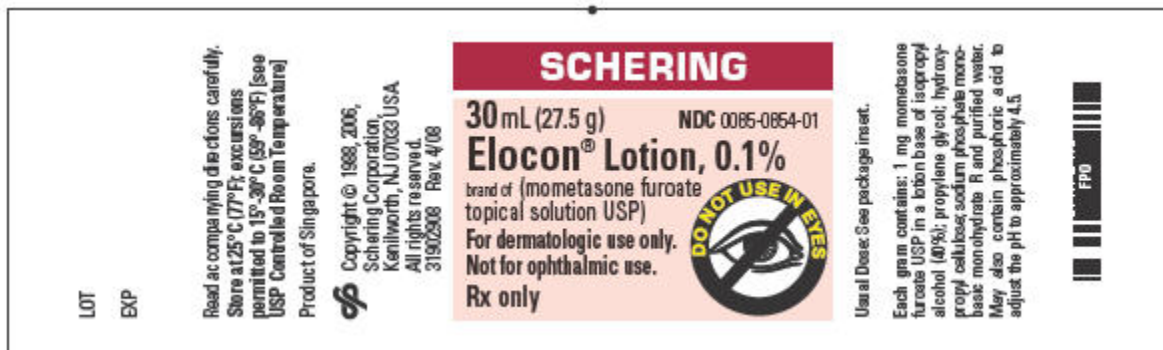 LOT
EXP
Read accompanying directions carefully.
Store at 25°C (77°F); excursions
permitted to 15°-30°C (59°-86°F) [see
USP Controlled Room Temperature]
Product of Singapore.
Copyright © 1988, 2006,
Schering Corporation,
Kenilworth, NJ 07033 USA
All rights reserved.
31902908 Rev. 4/08
SCHERING
30 mL (27.5 g) NDC 0085-0854-01
Elocon® Lotion, 0.1%
brand of (mometasone furoate
topical solution USP)
For dermatologic use only.
Not for ophthalmic use.
Rx only
DO NOT USE IN EYES
Usual Dose: See package insert.
Each gram contains: 1 mg mometasone
furoate USP in a lotion base of isopropyl
alcohol (40%); propylene glycol; hydroxy-
propyl cellulose; sodium phosphate mono-
basic monohydrate R and purified water.
May also contain phosphoric acid to
adjust the pH to approximately 4.5.
FPO